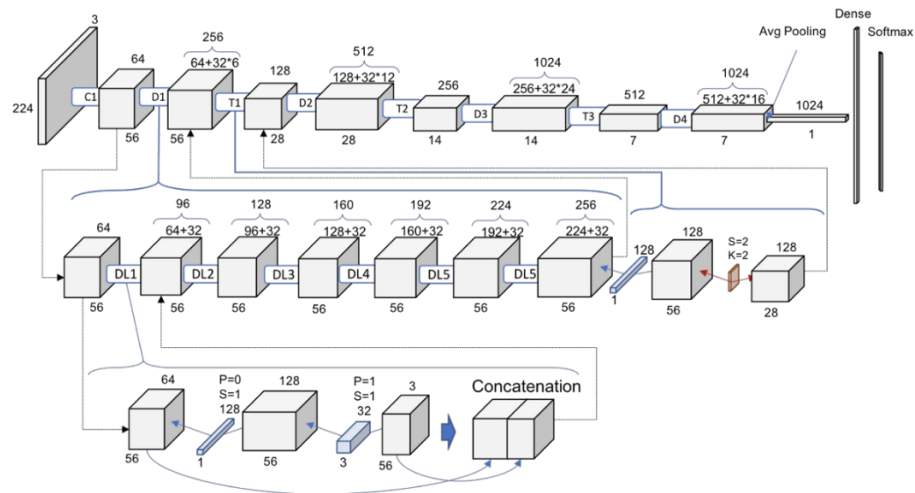 Dense
Softmax
Avg Pooling
3
224
C1
64
56
D1
256
64+32*6
56
T1
128
28
D2
512
128+32*12
28
T2
256
14
D3
1024
256+32*24
14
T3
512
7
D4
1024
512+32*16
7
1024
1
64
56
DL1
96
64+32
56
DL2
128
96+32
56
DL3
160
128+32
56
DL4
192
160+32
56
DL5
224
192+32
56
DL5
256
224+32
56
128
1
128
56
S=2
K=2
128
28
64
56
P=0
S=1
128
1
128
56
P=1
S=1
32
3
3
56
Concatenation